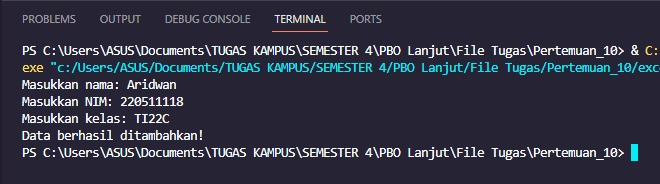 PROBLEMS OUTPUT DEBUG CONSOLE TERMINAL PORTS
PS C:\Users\ASUS\Documents\TUGAS KAMPUS\SEMESTER 4\PBO Lanjut\File Tugas\Pertemuan_10> & C:
exe "c:/Users/ASUS/Documents/TUGAS KAMPUS/SEMESTER 4/PBO Lanjut/File Tugas/Pertemuan_10/exc
Masukkan nama: Aridwan
Masukkan NIM: 220511118
Masukkan kelas: TI22C
Data berhasil ditambahkan!
PS C:\Users\ASUS\Documents\TUGAS KAMPUS\SEMESTER 4\PBO Lanjut\File Tugas\Pertemuan_10>